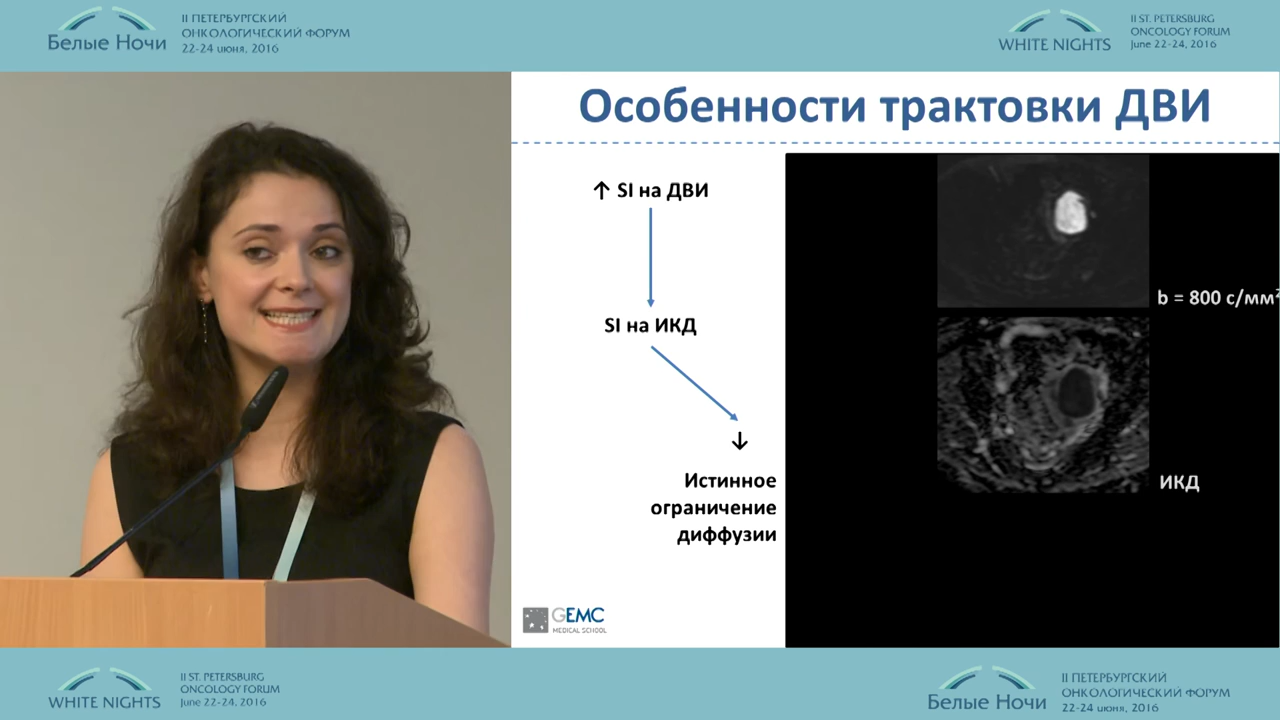 Белые Ночи
II ПЕТЕРБУРГСКИЙ
ОНКОЛОГИЧЕСКИЙ ФОРУМ
22-24 июня, 2016
WHITE NIGHTS
II ST. PETERSBURG
ONCOLOGY FORUM
June 22-24, 2016
Особенности трактовки ДВИ
↑ SI на ДВИ
SI на ИКД
↓
Истинное
ограничение
диффузии
b = 800 с/мм²
ИКД
GEMC
MEDICAL SCHOOL
WHITE NIGHTS
II ST. PETERSBURG
ONCOLOGY FORUM
June 22-24, 2016
Белые Ночи
II ПЕТЕРБУРГСКИЙ
ОНКОЛОГИЧЕСКИЙ ФОРУМ
22-24 июня, 2016